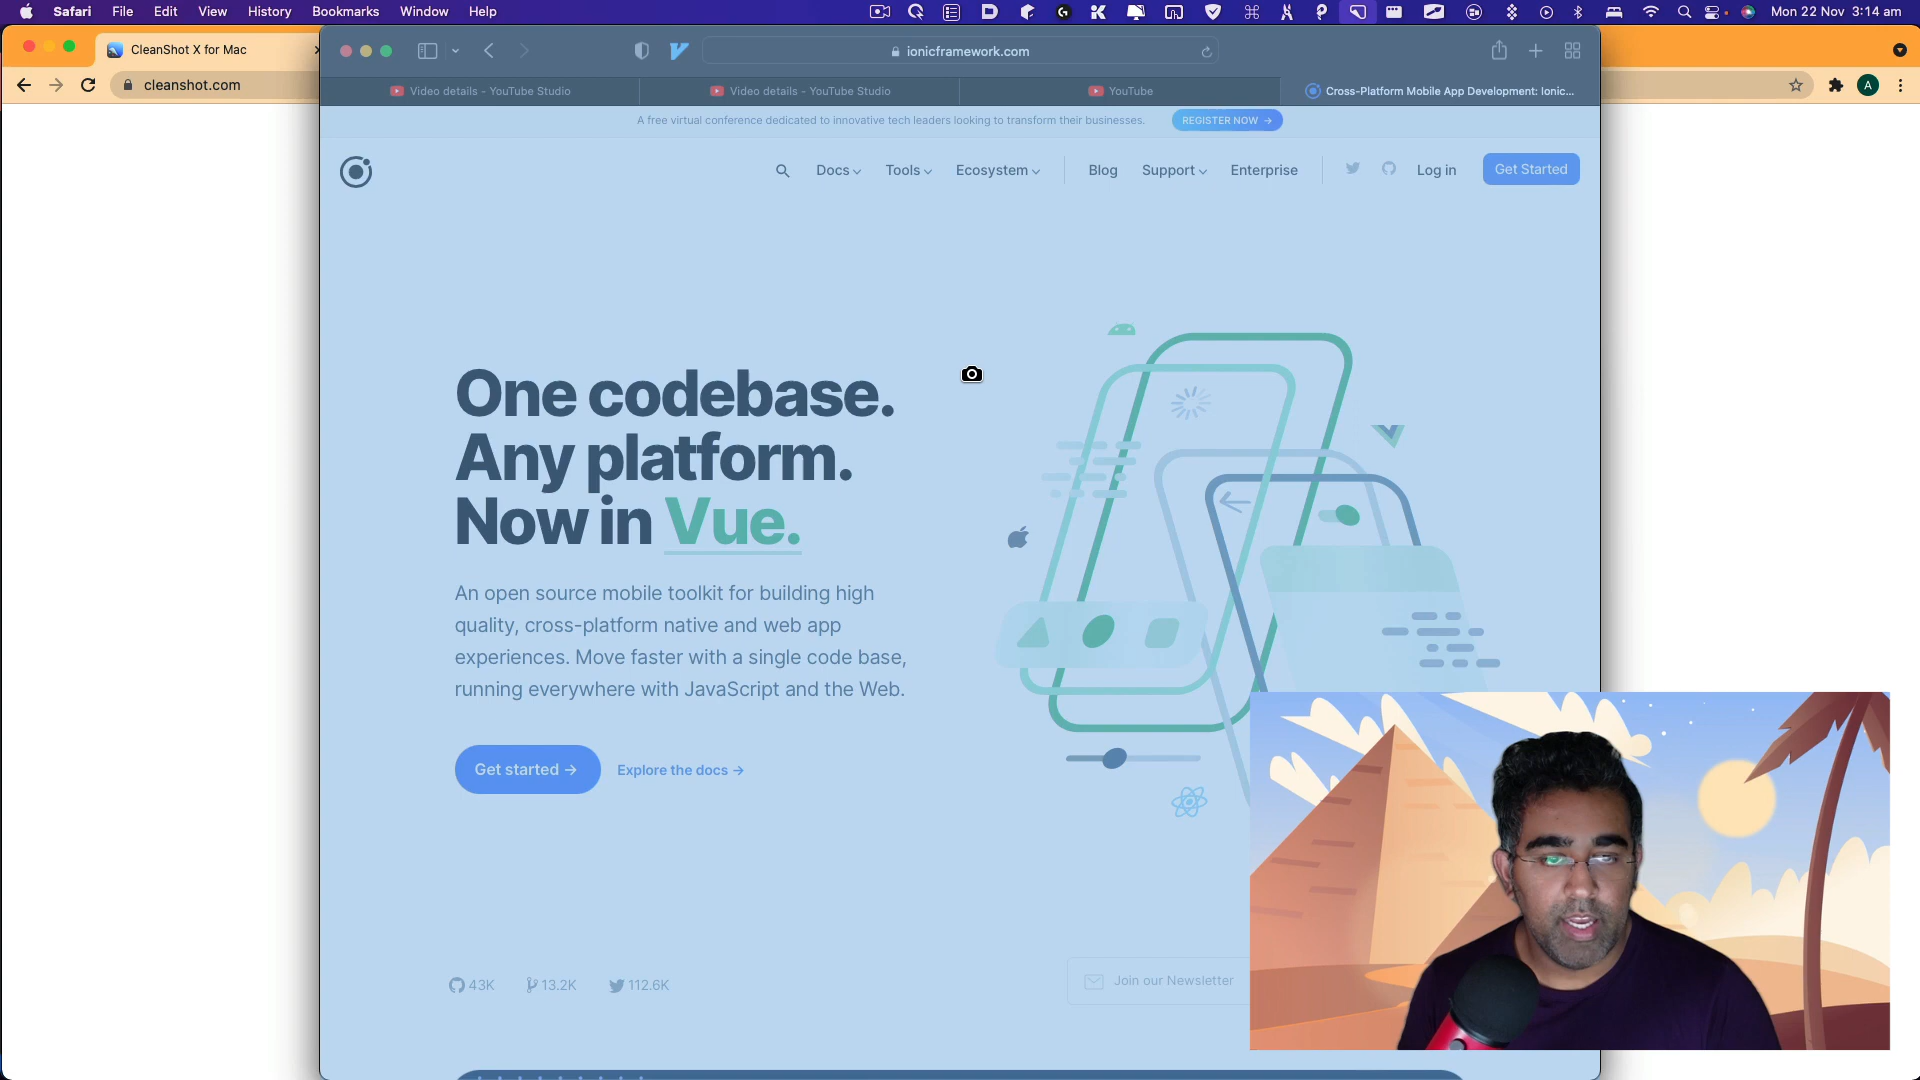 Safari File Edit View History Bookmarks Window Help Mon 22 Nov 3:14 am
CleanShot X for Mac
ionicframework.com
cleanshot.com
Video details - YouTube Studio
Video details - YouTube Studio
YouTube
Cross-Platform Mobile App Development: Ionic...
A
A free virtual conference dedicated to innovative tech leaders looking to transform their businesses. REGISTER NOW →
Docs Tools Ecosystem Blog Support Enterprise Log in Get Started
One codebase.
Any platform.
Now in Vue.
An open source mobile toolkit for building high
quality, cross-platform native and web app
experiences. Move faster with a single code base,
running everywhere with JavaScript and the Web.
Get started →
Explore the docs →
43K 13.2K 112.6K
Join our Newsletter